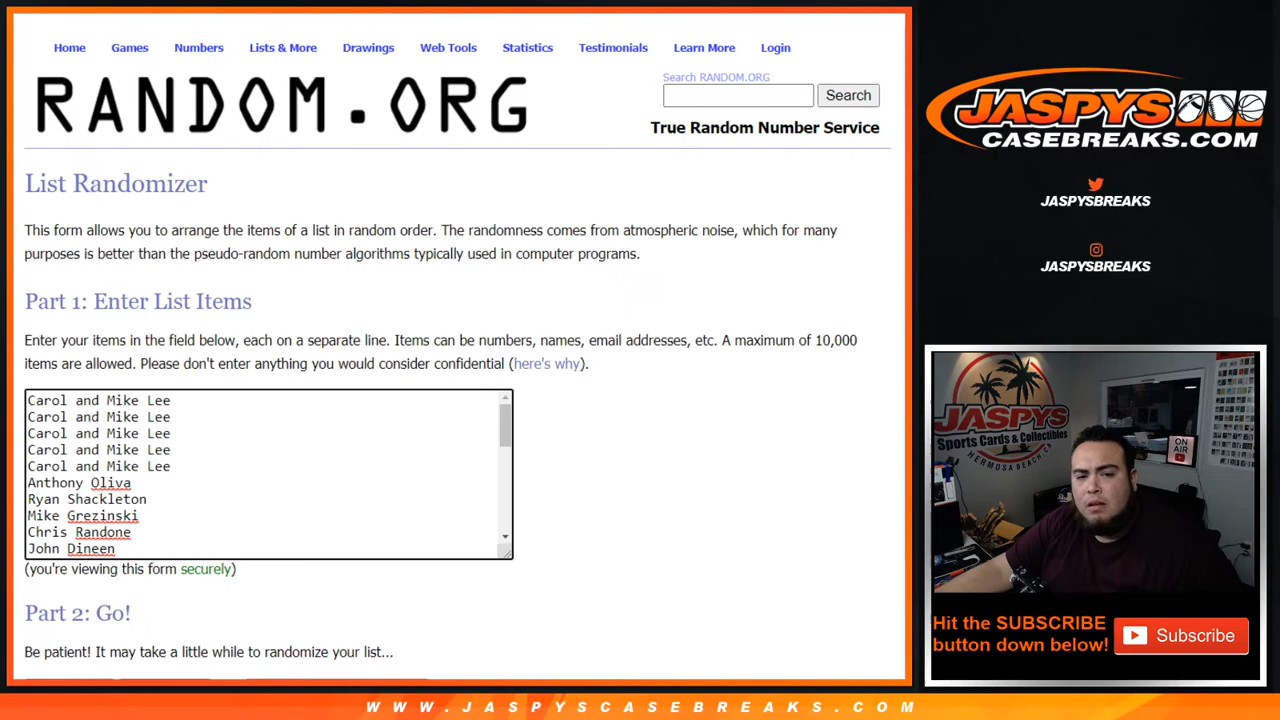 Home Games Numbers Lists & More Drawings Web Tools Statistics Testimonials Learn More Login
RANDOM.ORG
Search RANDOM.ORG
Search
True Random Number Service
List Randomizer
This form allows you to arrange the items of a list in random order. The randomness comes from atmospheric noise, which for many
purposes is better than the pseudo-random number algorithms typically used in computer programs.
Part 1: Enter List Items
Enter your items in the field below, each on a separate line. Items can be numbers, names, email addresses, etc. A maximum of 10,000
items are allowed. Please don't enter anything you would consider confidential (here's why).
Carol and Mike Lee
Carol and Mike Lee
Carol and Mike Lee
Carol and Mike Lee
Carol and Mike Lee
Anthony Oliva
Ryan Shackleton
Mike Grezinski
Chris Randone
John Dineen
(you're viewing this form securely)
Part 2: Go!
Be patient! It may take a little while to randomize your list...
JASPYS
CASEBREAKS.COM
JASPYSBREAKS
JASPYSBREAKS
JASPYS
Sports Cards & Collectibles
HERMOSA BEACH, CA
ON
AIR
Hit the SUBSCRIBE
button down below!
Subscribe
WWW.JASPYSCASEBREAKS.COM